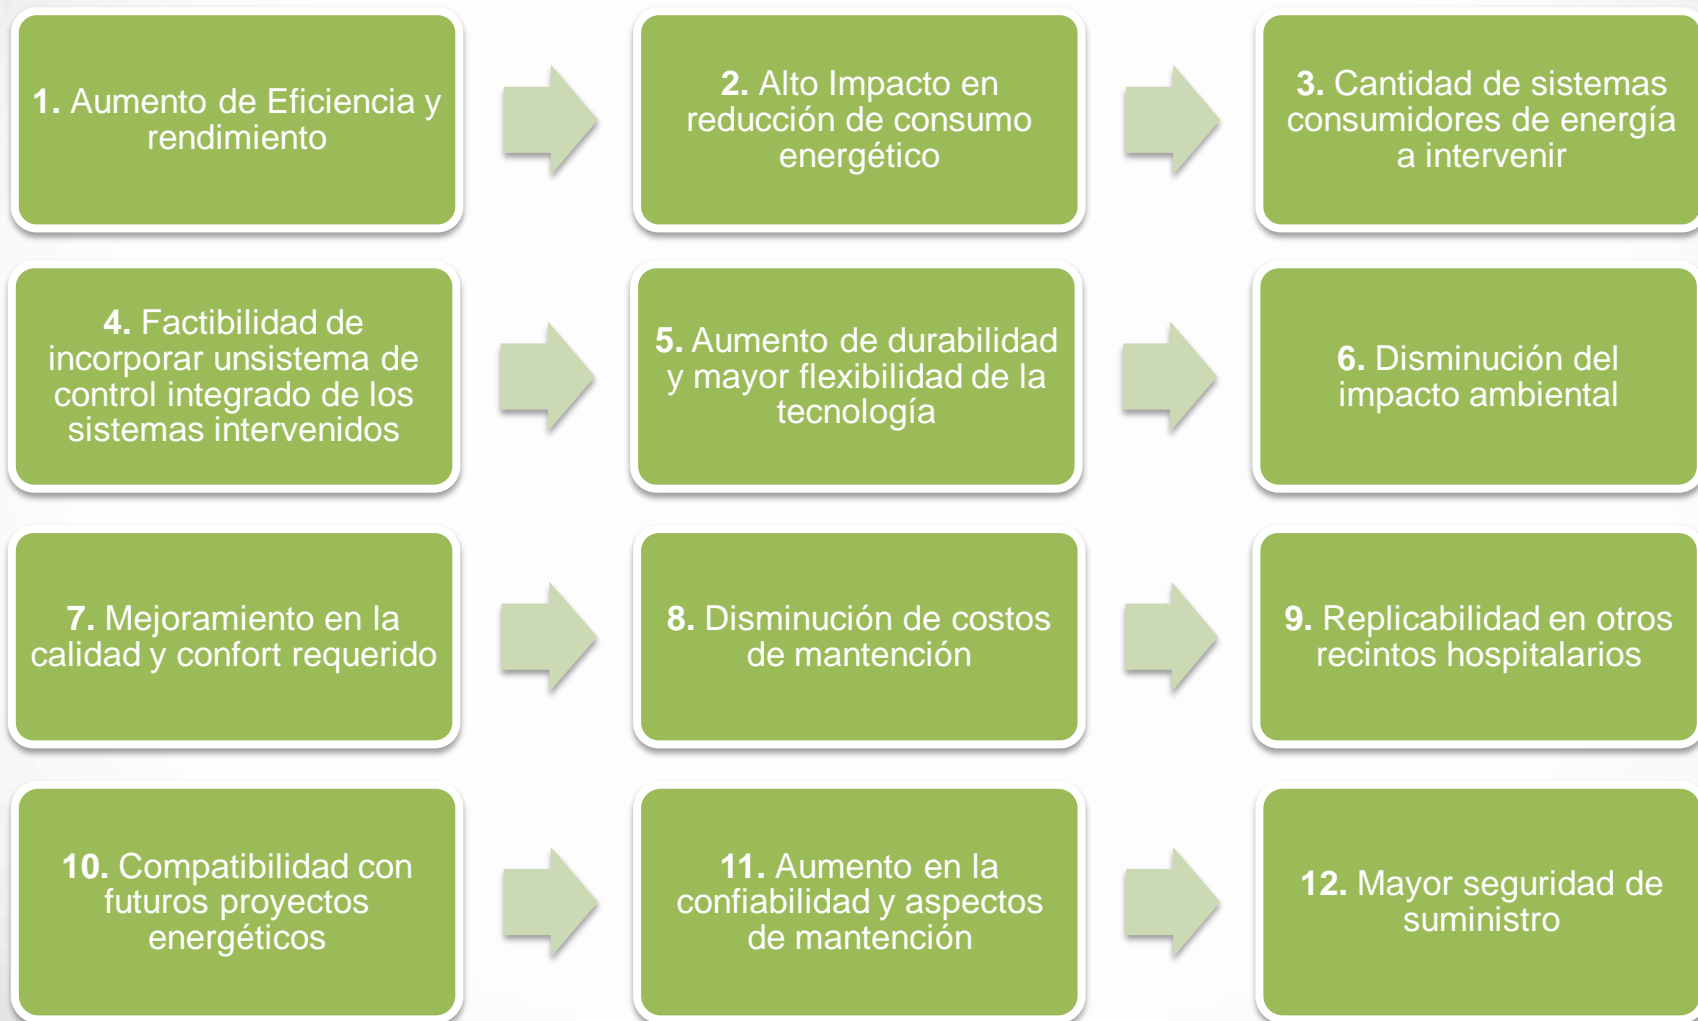 1. Aumento de Eficiencia y
rendimiento
2. Alto Impacto en
reducción de consumo
energético
3. Cantidad de sistemas
consumidores de energía
a intervenir
4. Factibilidad de
incorporar unsistema de
control integrado de los
sistemas intervenidos
5. Aumento de durabilidad
y mayor flexibilidad de la
tecnología
6. Disminución del
impacto ambiental
7. Mejoramiento en la
calidad y confort requerido
8. Disminución de costos
de mantención
9. Replicabilidad en otros
recintos hospitalarios
10. Compatibilidad con
futuros proyectos
energéticos
11. Aumento en la
confiabilidad y aspectos
de mantención
12. Mayor seguridad de
suministro